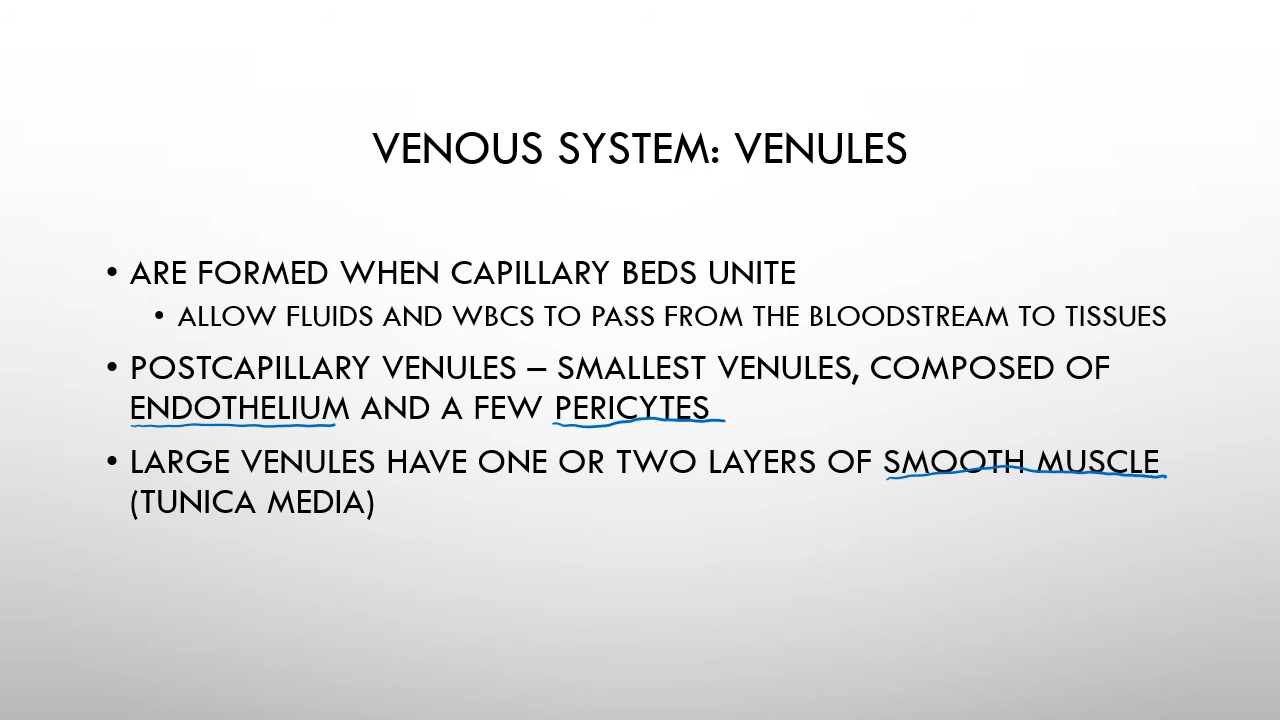 VENOUS SYSTEM: VENULES
• ARE FORMED WHEN CAPILLARY BEDS UNITE
• ALLOW FLUIDS AND WBCS TO PASS FROM THE BLOODSTREAM TO TISSUES
• POSTCAPILLARY VENULES – SMALLEST VENULES, COMPOSED OF
ENDOTHELIUM AND A FEW PERICYTES
• LARGE VENULES HAVE ONE OR TWO LAYERS OF SMOOTH MUSCLE
(TUNICA MEDIA)